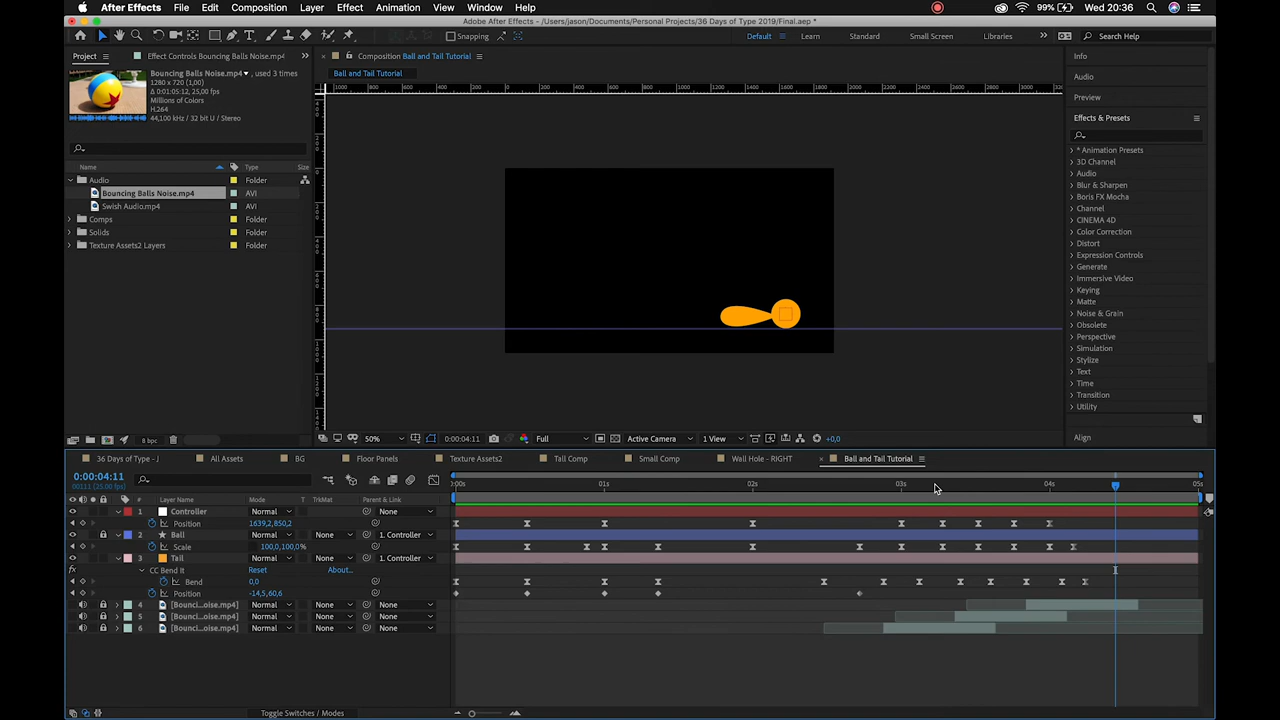 After Effects File Edit Composition Layer Effect Animation View Window Help 99% Wed 20:36
Adobe After Effects 2019 - /Users/jason/Documents/Personal Projects/36 Days of Type 2019/Final.aep *
Snapping Default Learn Standard Small Screen Libraries Search Help
Project Effect Controls Bouncing Balls Noise.mp4 Composition Ball and Tail Tutorial Info
Ball and Tail Tutorial
Bouncing Balls Noise.mp4 , used 3 times
1280 x 720 (1,00)
Δ 0:01:05:12, 25,00 fps
Millions of Colors
H.264
44,100 kHz / 32 bit U / Stereo
Audio
Preview
Effects & Presets
Name Type Size
Audio Folder
Bouncing Balls Noise.mp4 AVI
Swish Audio.mp4 AVI
Comps Folder
Solids Folder
Texture Assets2 Layers Folder
* Animation Presets
3D Channel
Audio
Blur & Sharpen
Boris FX Mocha
Channel
CINEMA 4D
Color Correction
Distort
Expression Controls
Generate
Immersive Video
Keying
Matte
Noise & Grain
Obsolete
Perspective
Simulation
Stylize
Text
Time
Transition
Utility
Align
8 bpc 50% 0:00:04:11 Full Active Camera 1 View +0,0
36 Days of Type - J All Assets BG Floor Panels Texture Assets2 Tail Comp Small Comp Wall Hole - RIGHT Ball and Tail Tutorial
0:00:04:11
00111 (25.00 fps)
:00s 01s 02s 03s 04s 05s
# Layer Name Mode T TrkMat Parent & Link
1 Controller Normal None
Position 1639,2,850,2
2 Ball Normal None 1. Controller
Scale 100,0,100,0%
3 Tail Normal None 1. Controller
fx CC Bend It Reset About...
Bend 0,0
Position -14,5,60,6
4 [Bounci...oise.mp4] Normal None None
5 [Bounci...oise.mp4] Normal None None
6 [Bounci...oise.mp4] Normal None None
Toggle Switches / Modes